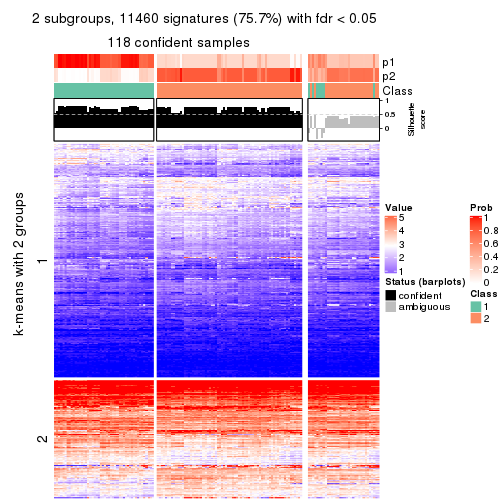 2 subgroups, 11460 signatures (75.7%) with fdr < 0.05
118 confident samples
p1
p2
Class
1
0.5
0
Silhouette
score
k-means with 2 groups
1
2
Value
5
4
3
2
1
Status (barplots)
confident
ambiguous
Prob
1
0.8
0.6
0.4
0.2
0
Class
1
2